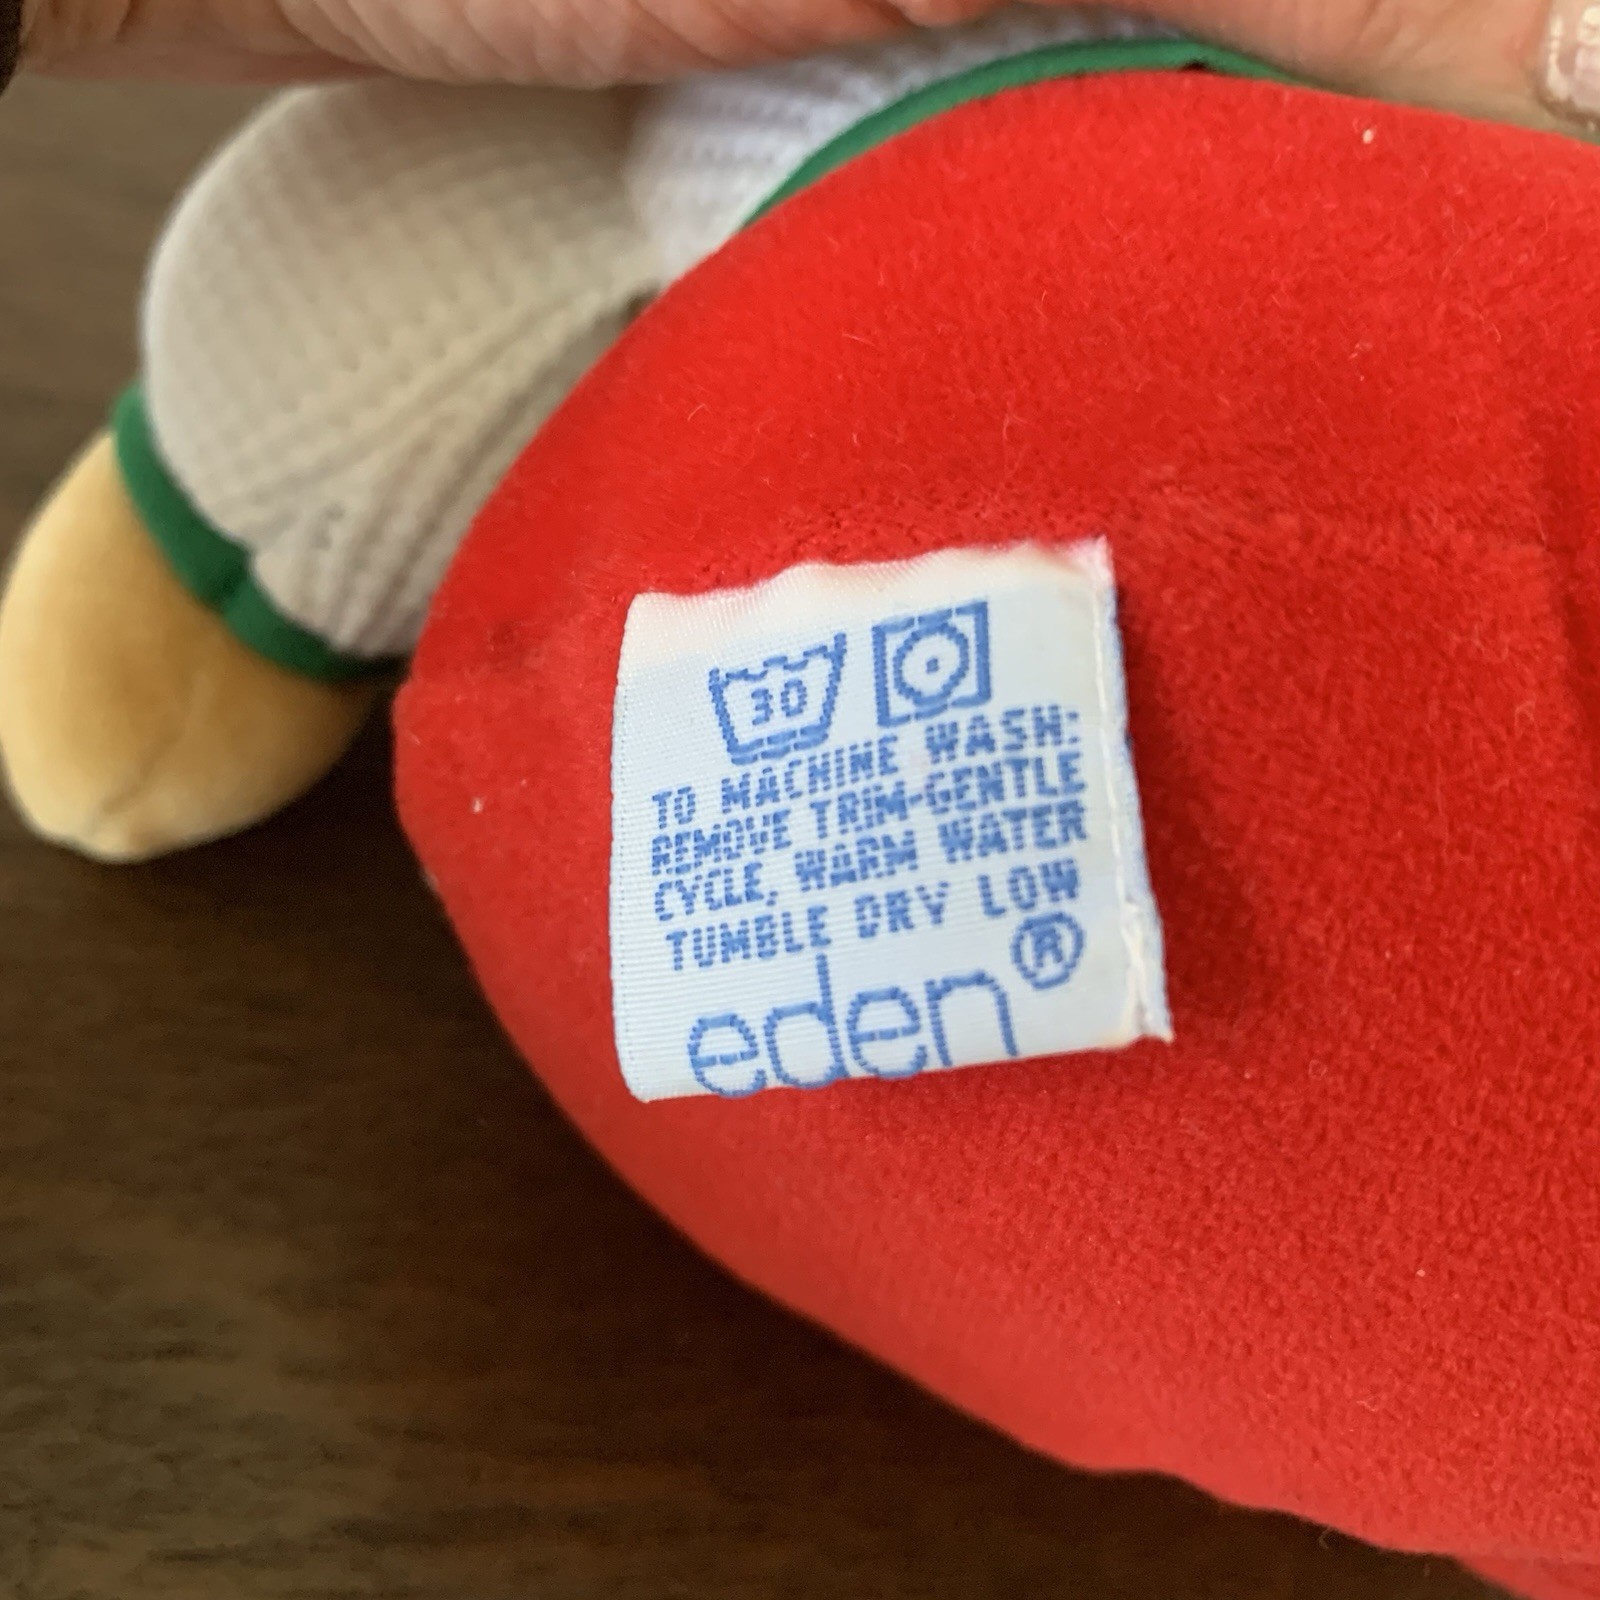 30
TO MACHINE WASH:
REMOVE TRIM-GENTLE
CYCLE, WARM WATER
TUMBLE DRY LOW
eden®